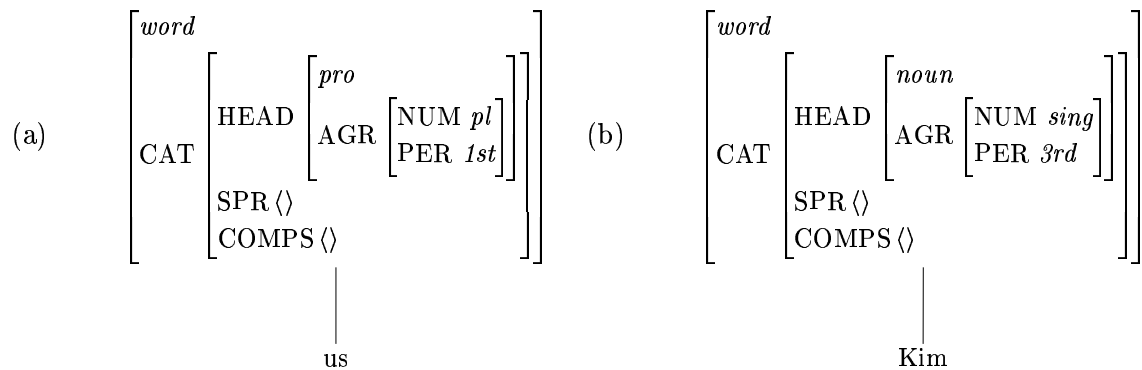 (a)
word
CAT
HEAD
pro
AGR
NUM pl
PER 1st
SPR ⟨⟩
COMPS ⟨⟩
us
(b)
word
CAT
HEAD
noun
AGR
NUM sing
PER 3rd
SPR ⟨⟩
COMPS ⟨⟩
Kim